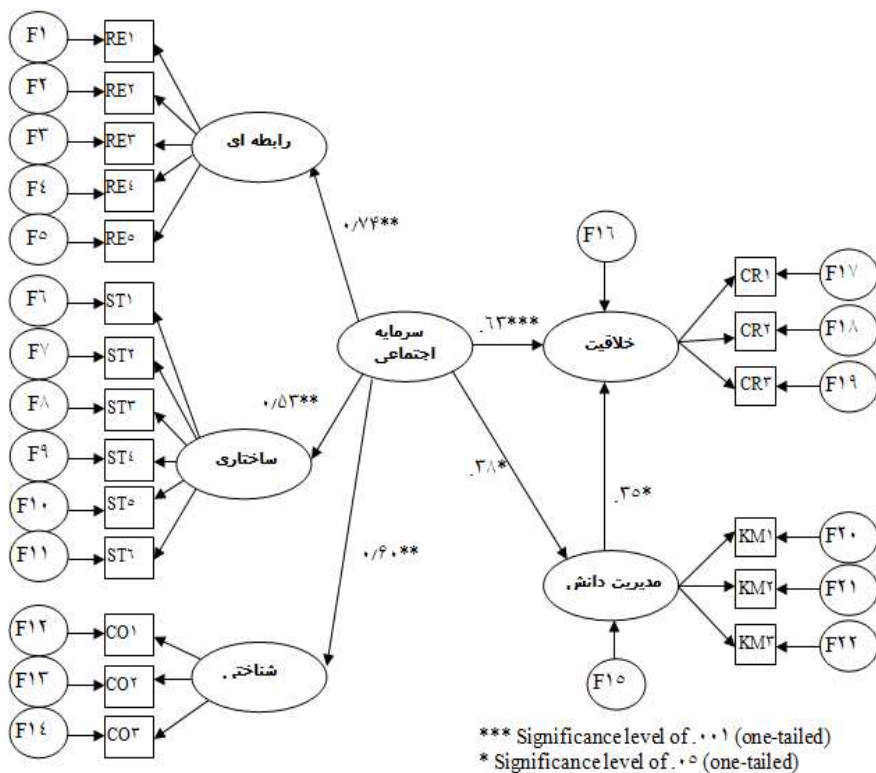 F۱
RE۱
F۲
RE۲
F۳
RE۳
F٤
RE٤
F٥
RE٥
رابطه ای
۰/۷۴**
F٦
ST۱
F۷
ST۲
F۸
ST۳
F۹
ST٤
F۱۰
ST٥
F۱۱
ST٦
ساختاری
۰/۵۳**
F۱۲
CO۱
F۱۳
CO۲
F۱٤
CO۳
شناختی
۰/۶۰**
سرمایه
اجتماعی
.٦۳***
.۳۸*
F۱٦
خلاقیت
CR۱
F۱۷
CR۲
F۱۸
CR۳
F۱۹
.۳٥*
مدیریت دانش
KM۱
F۲۰
KM۲
F۲۱
KM۳
F۲۲
F۱٥
*** Significance level of .۰۰۱ (one-tailed)
* Significance level of .۰٥ (one-tailed)